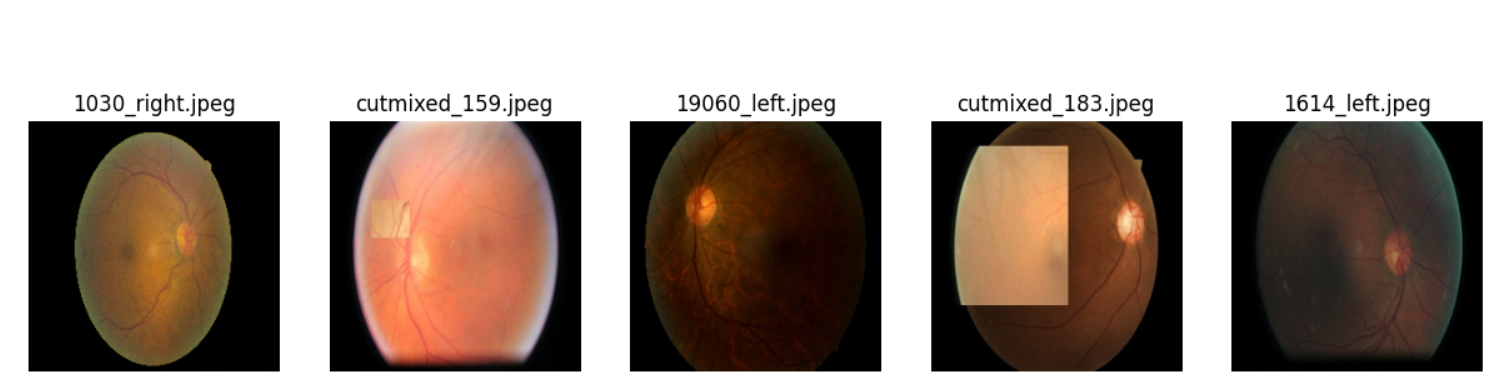 1030_right.jpeg
cutmixed_159.jpeg
19060_left.jpeg
cutmixed_183.jpeg
1614_left.jpeg